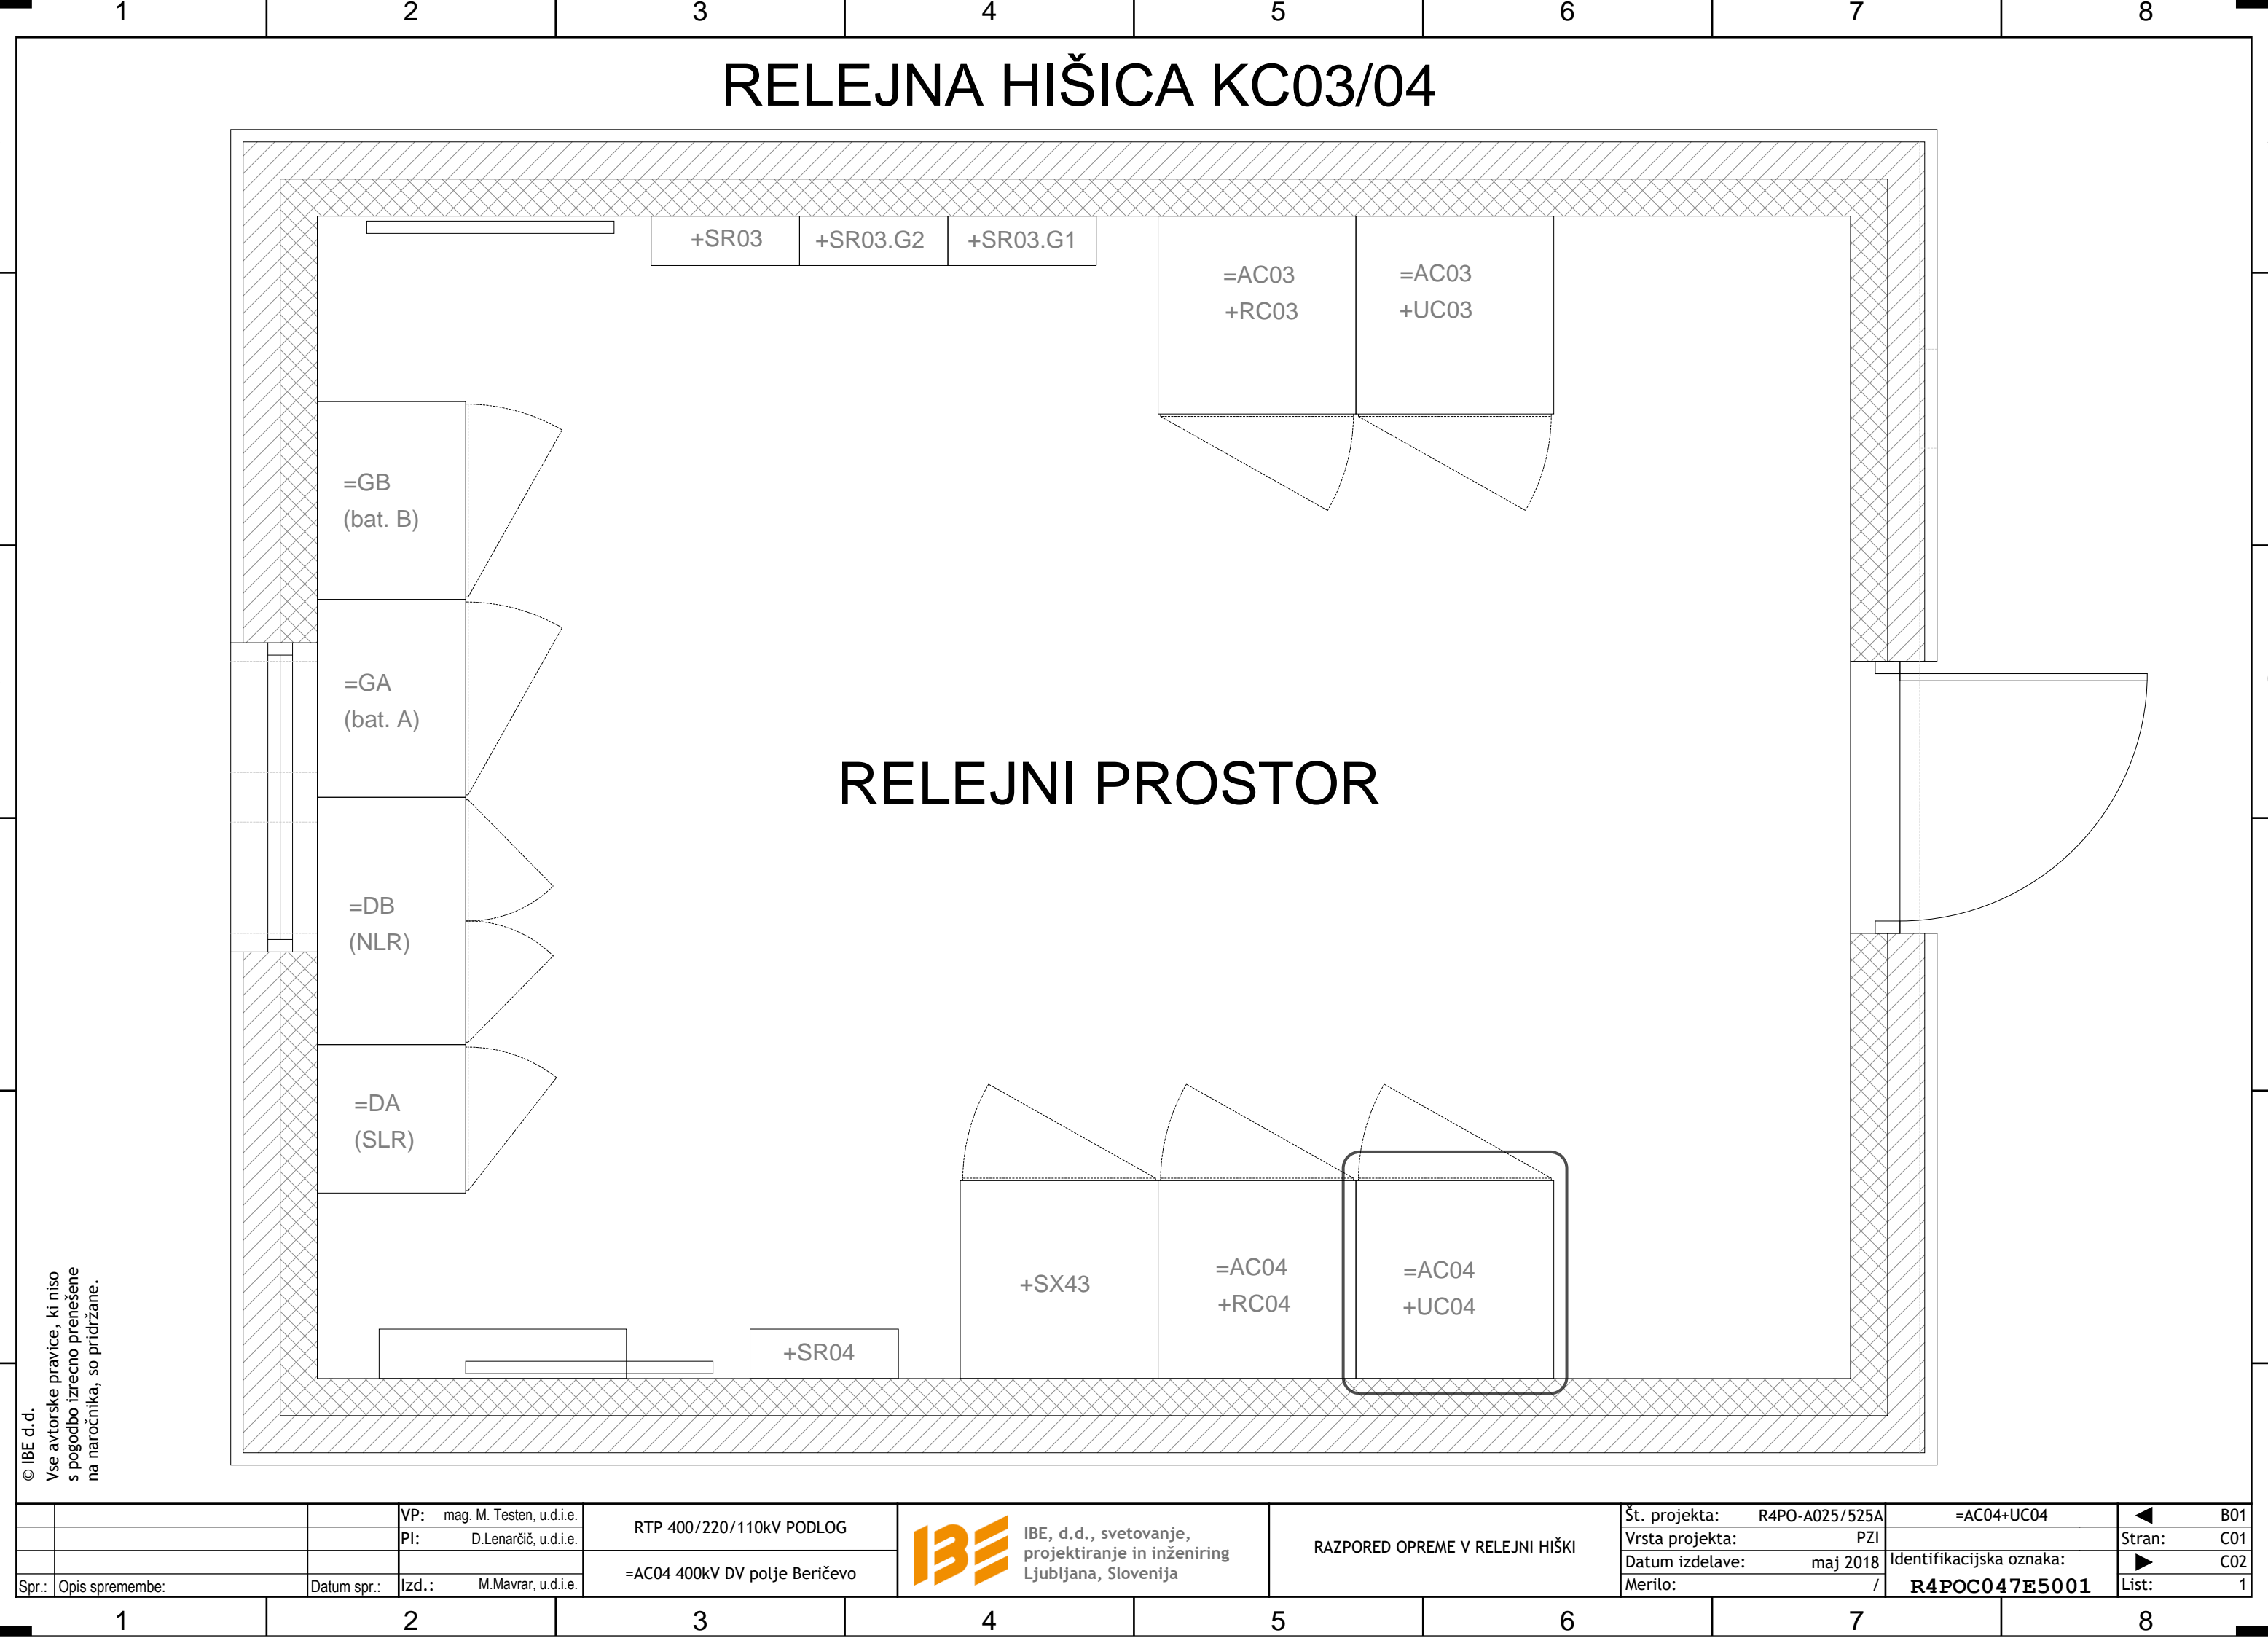 1 2 3 4 5 6 7 8
RELEJNA HIŠICA KC03/04
+SR03 +SR03.G2 +SR03.G1
=AC03
+RC03
=AC03
+UC03
=GB
(bat. B)
=GA
(bat. A)
RELEJNI PROSTOR
=DB
(NLR)
=DA
(SLR)
+SX43
=AC04
+RC04
=AC04
+UC04
+SR04
© IBE d.d.
Vse avtorske pravice, ki niso
s pogodbo izrecno prenešene
na naročnika, so pridržane.
Spr.: Opis spremembe: Datum spr.:
VP: mag. M. Testen, u.d.i.e.
PI: D.Lenarčič, u.d.i.e.
Izd.: M.Mavrar, u.d.i.e.
RTP 400/220/110kV PODLOG
=AC04 400kV DV polje Beričevo
IBE
IBE, d.d., svetovanje,
projektiranje in inženiring
Ljubljana, Slovenija
RAZPORED OPREME V RELEJNI HIŠKI
Št. projekta: R4PO-A025/525A
Vrsta projekta: PZI
Datum izdelave: maj 2018
Merilo: /
=AC04+UC04
Identifikacijska oznaka:
R4POC047E5001
◀ B01
Stran: C01
▶ C02
List: 1
1 2 3 4 5 6 7 8